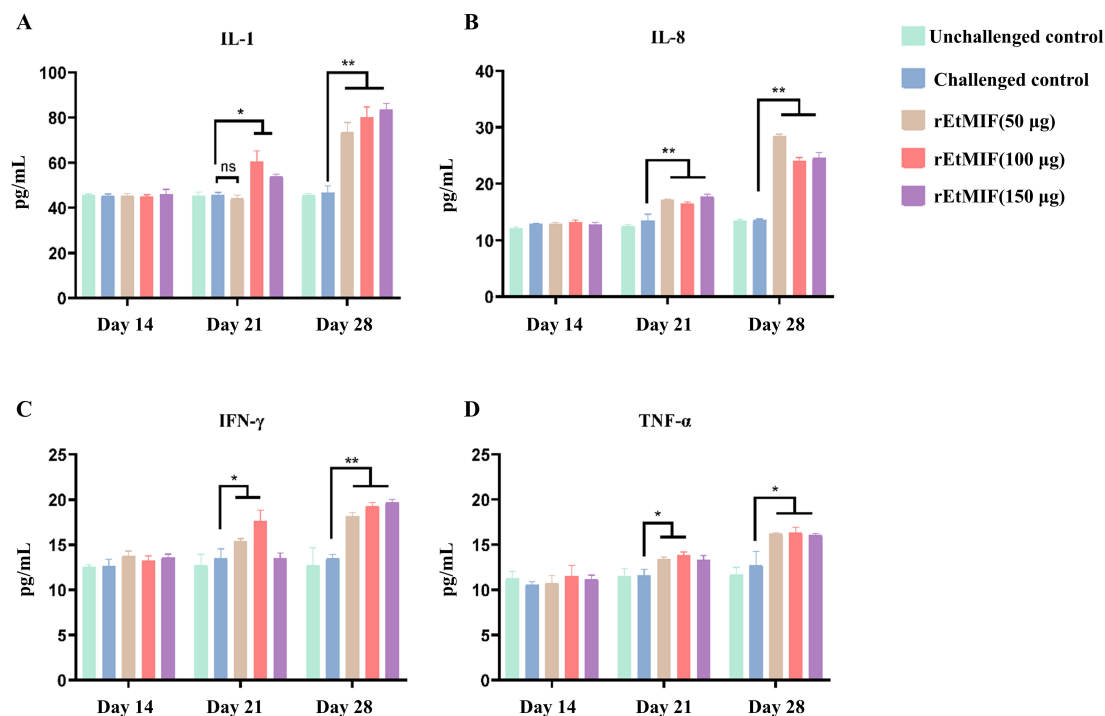 A
IL-1
pg/mL
100
80
60
40
20
0
ns
*
**
Day 14
Day 21
Day 28
B
IL-8
pg/mL
40
30
20
10
0
**
**
Day 14
Day 21
Day 28
Unchallenged control
Challenged control
rEtMIF(50 μg)
rEtMIF(100 μg)
rEtMIF(150 μg)
C
IFN-γ
pg/mL
25
20
15
10
5
0
*
**
Day 14
Day 21
Day 28
D
TNF-α
pg/mL
25
20
15
10
5
0
*
*
Day 14
Day 21
Day 28